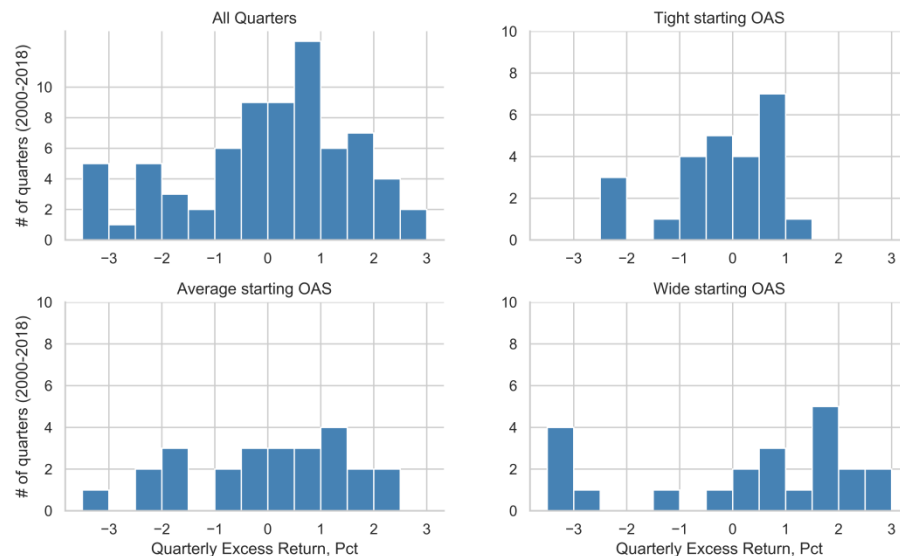 All Quarters
# of quarters (2000-2018)
10
8
6
4
2
0
−3 −2 −1 0 1 2 3
Tight starting OAS
10
8
6
4
2
0
−3 −2 −1 0 1 2 3
Average starting OAS
# of quarters (2000-2018)
10
8
6
4
2
0
−3 −2 −1 0 1 2 3
Quarterly Excess Return, Pct
Wide starting OAS
10
8
6
4
2
0
−3 −2 −1 0 1 2 3
Quarterly Excess Return, Pct